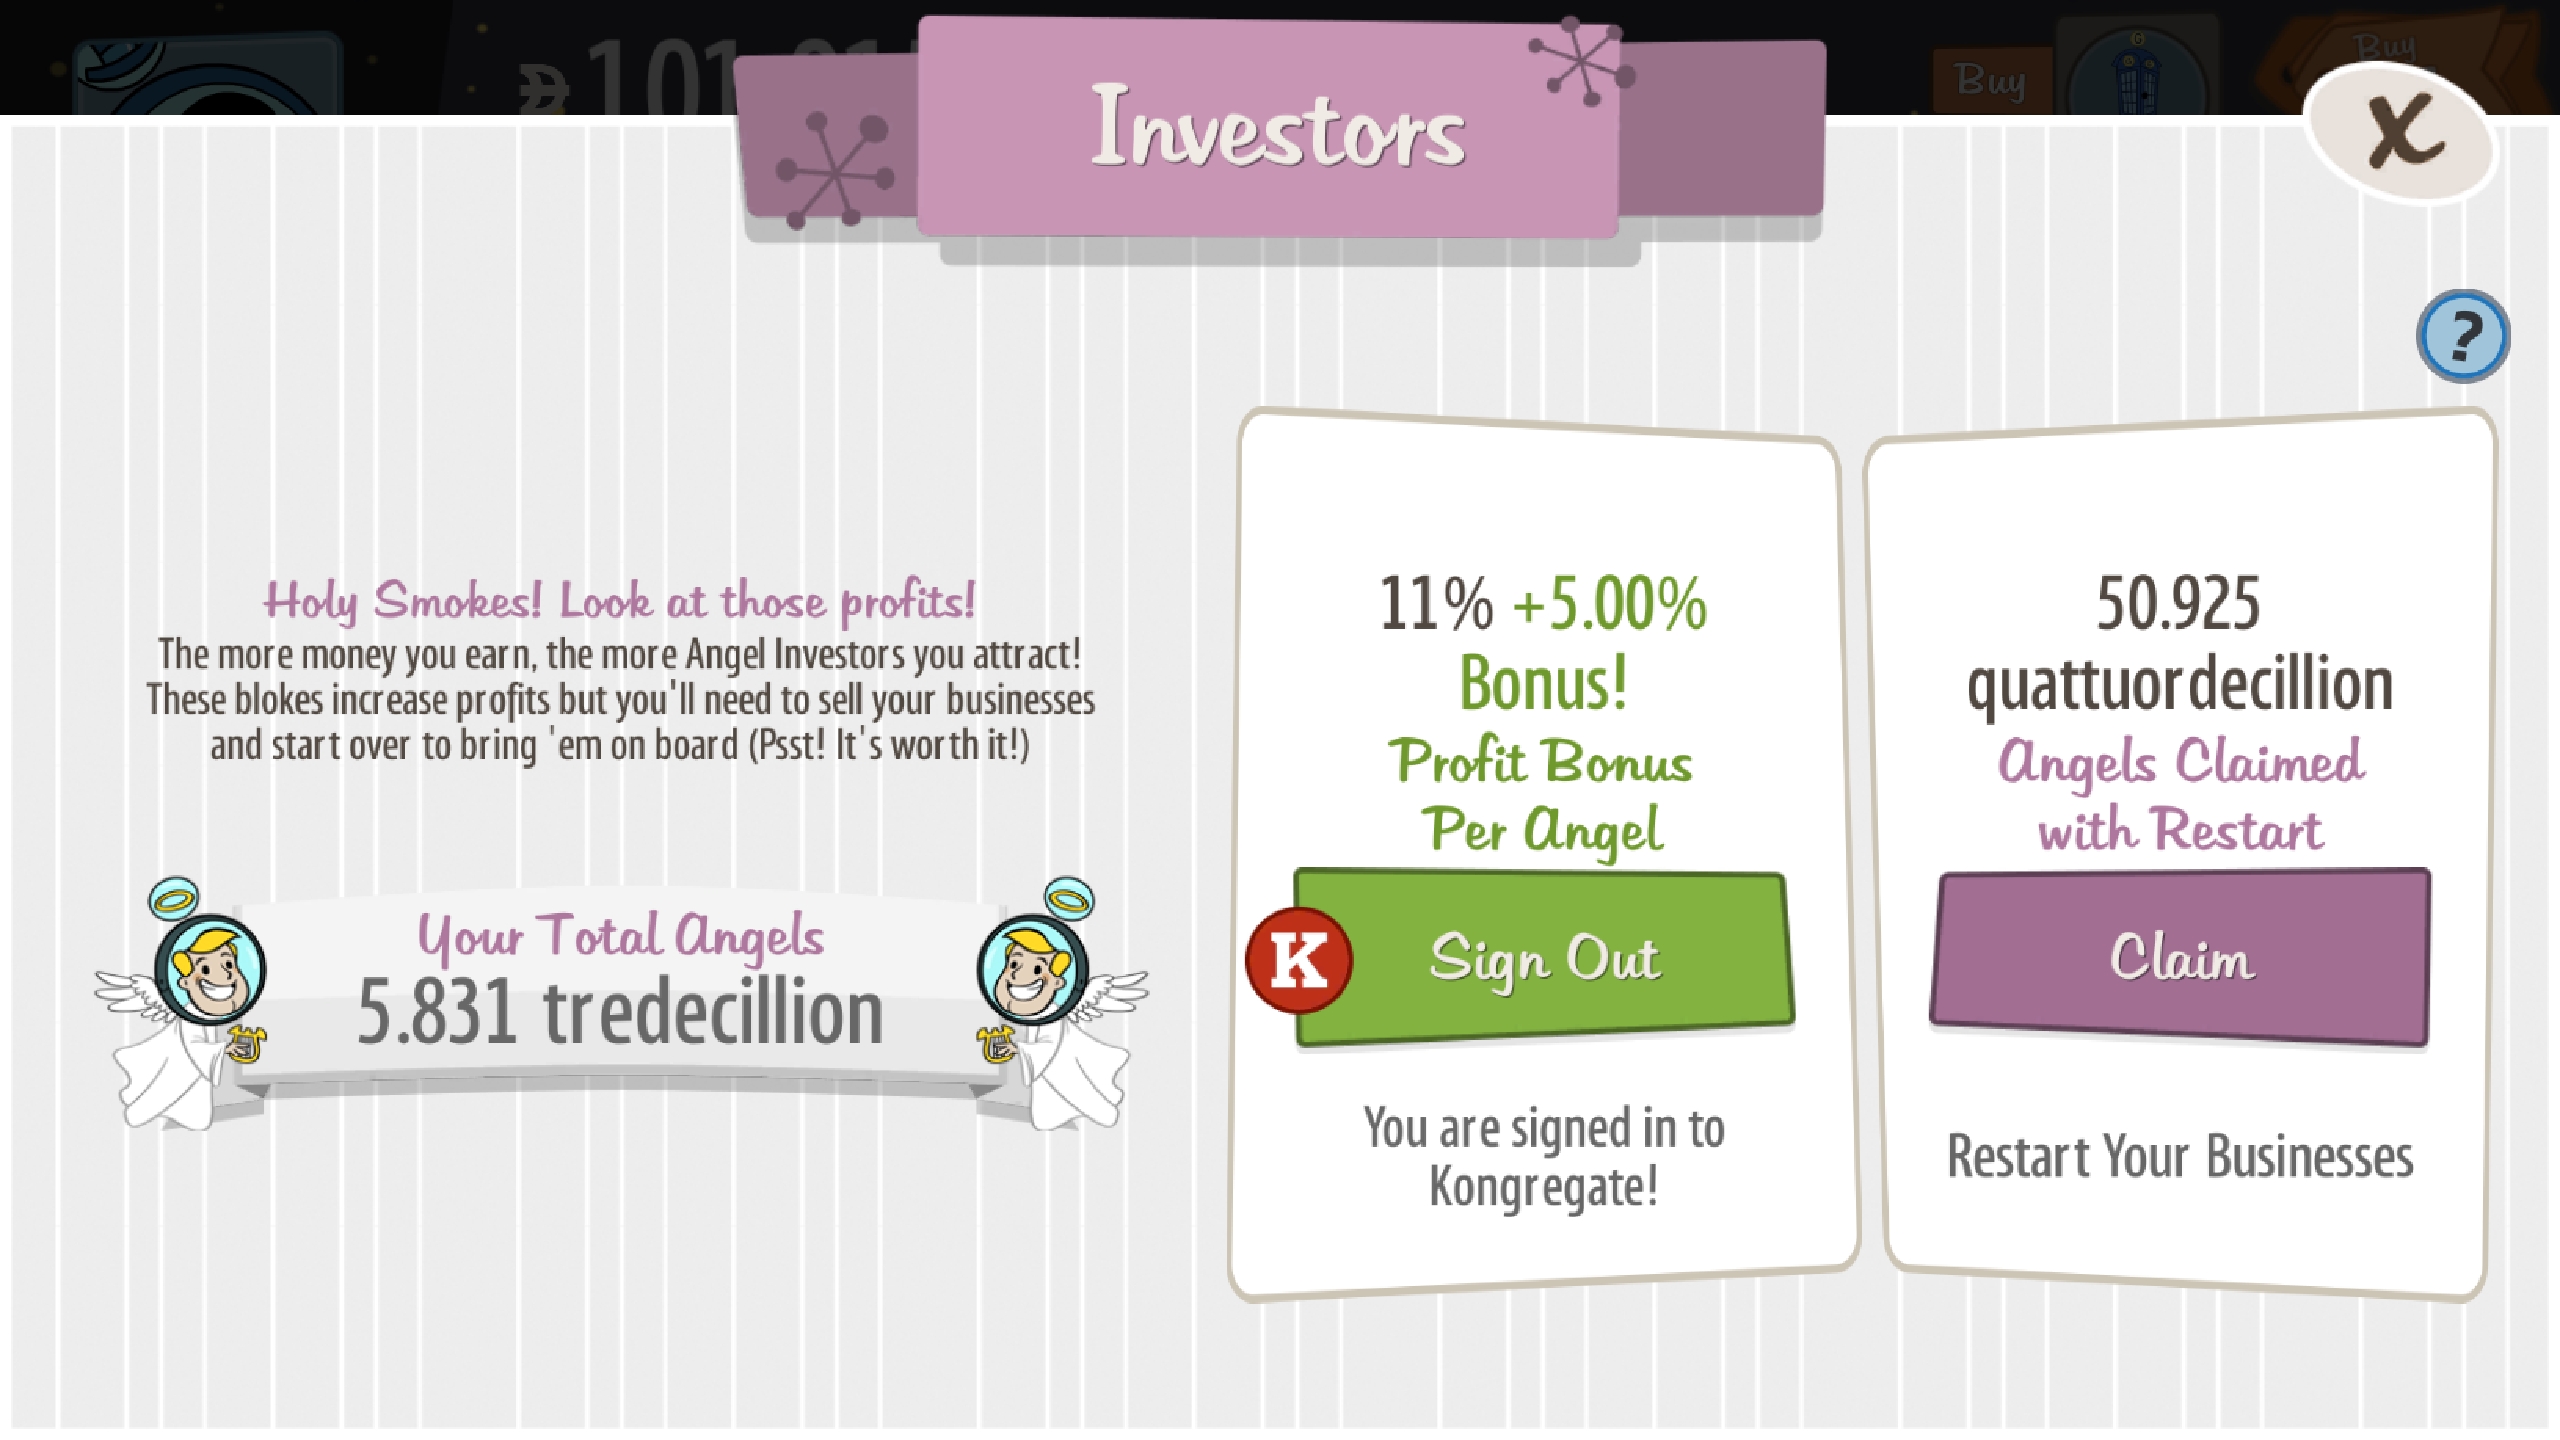 Buy
Buy
Investors
X
?
Holy Smokes! Look at those profits!
The more money you earn, the more Angel Investors you attract!
These blokes increase profits but you'll need to sell your businesses
and start over to bring 'em on board (Psst! It's worth it!)
Your Total Angels
5.831 tredecillion
11% +5.00%
Bonus!
Profit Bonus
Per Angel
K
Sign Out
You are signed in to
Kongregate!
50.925
quattuordecillion
Angels Claimed
with Restart
Claim
Restart Your Businesses